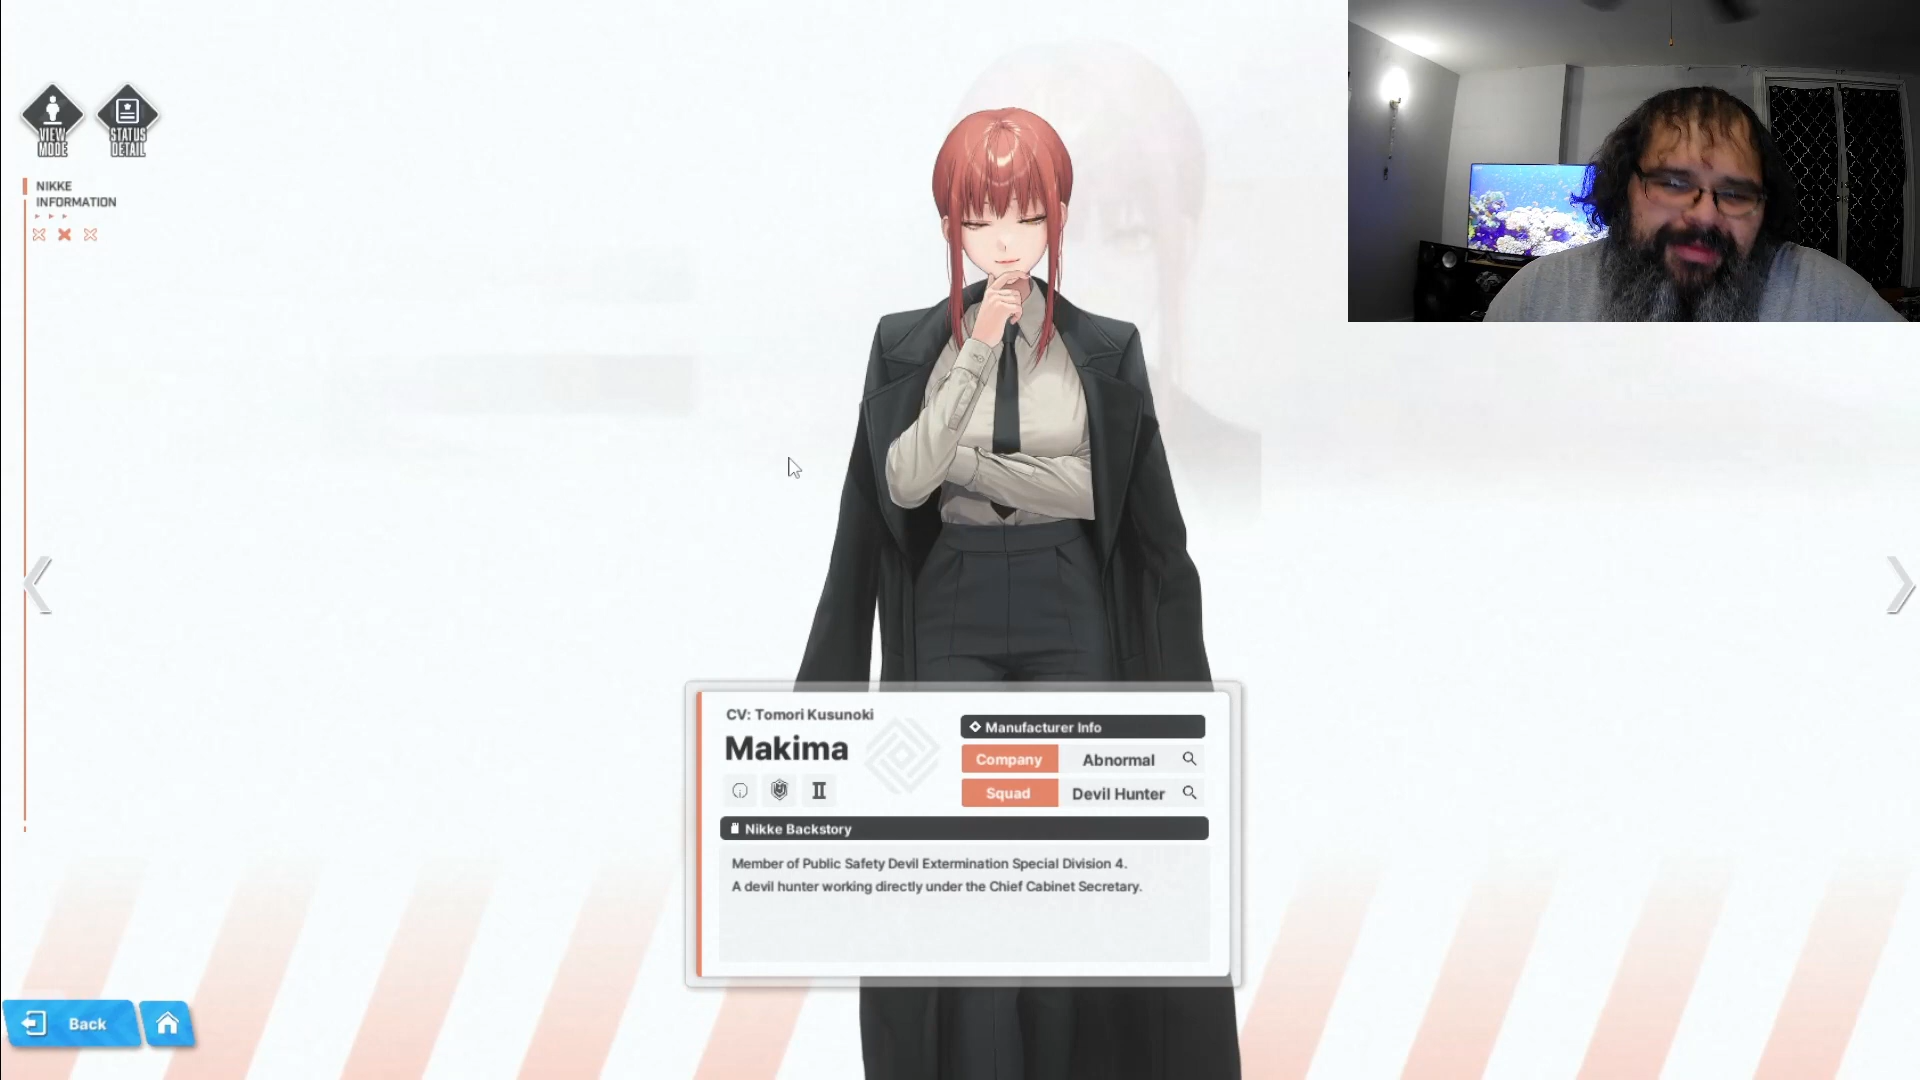 VIEW
MODE
STATUS
DETAIL
NIKKE
INFORMATION
CV: Tomori Kusunoki
Makima
II
Manufacturer Info
Company Abnormal
Squad Devil Hunter
Nikke Backstory
Member of Public Safety Devil Extermination Special Division 4.
A devil hunter working directly under the Chief Cabinet Secretary.
Back